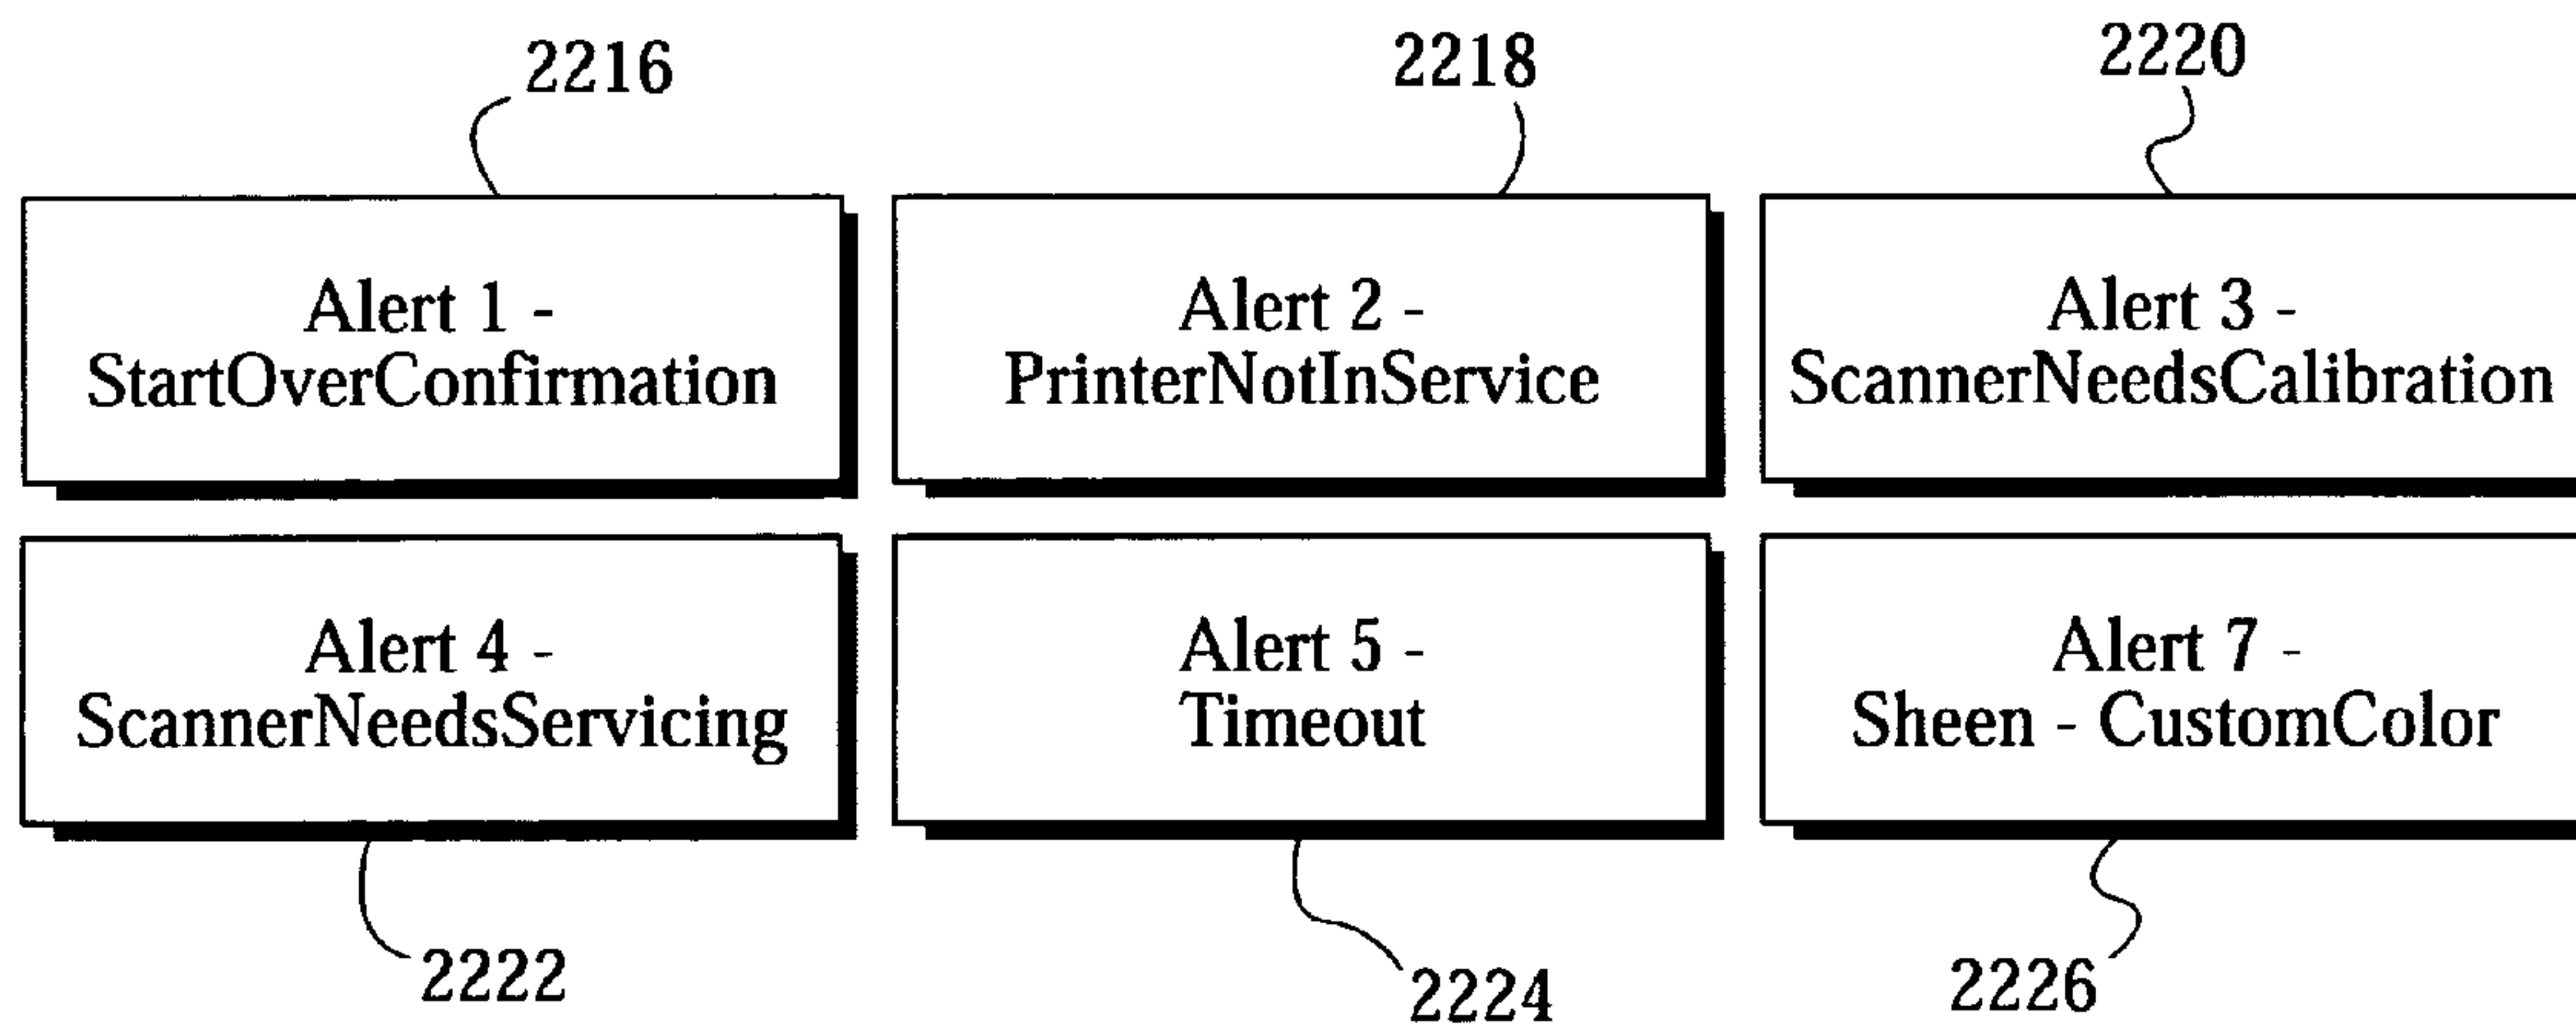 2216
2218
2220
Alert 1 -
StartOverConfirmation
Alert 2 -
PrinterNotInService
Alert 3 -
ScannerNeedsCalibration
Alert 4 -
ScannerNeedsServicing
Alert 5 -
Timeout
Alert 7 -
Sheen - CustomColor
2222
2224
2226